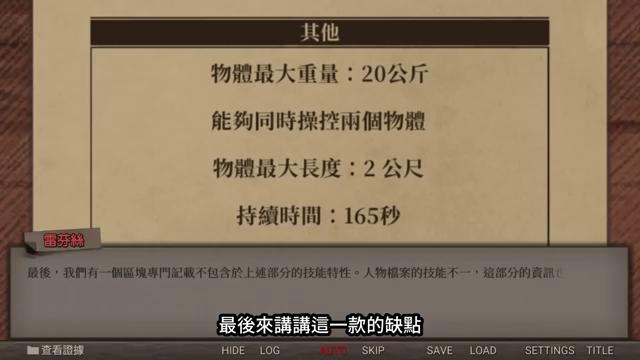 其他
物體最大重量：20公斤
能夠同時操控兩個物體
物體最大長度：2 公尺
持續時間：165秒
雷芬絲
最後，我們有一個區塊專門記載不包含於上述部分的技能特性。人物檔案的技能不一，這部分的資訊也
最後來講講這一款的缺點
查看證據 HIDE LOG AUTO SKIP SAVE LOAD SETTINGS TITLE